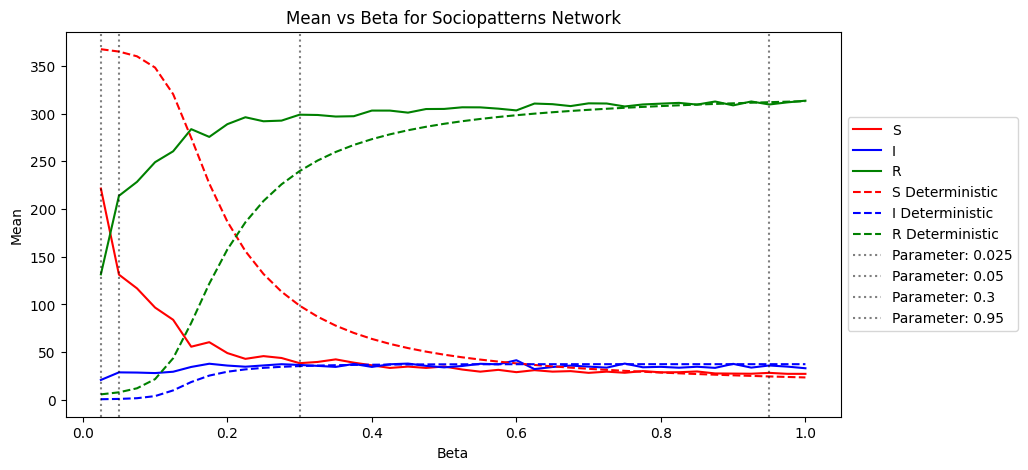 Mean vs Beta for Sociopatterns Network
Mean
350
300
250
200
150
100
50
0
0.0
0.2
0.4
0.6
0.8
1.0
Beta
S
I
R
S Deterministic
I Deterministic
R Deterministic
Parameter: 0.025
Parameter: 0.05
Parameter: 0.3
Parameter: 0.95